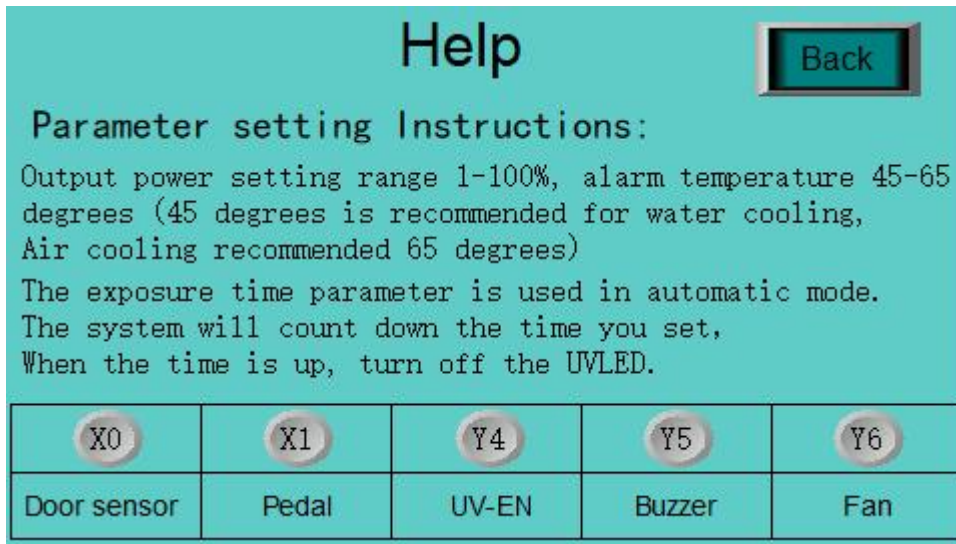 Help
Back
Parameter setting Instructions:
Output power setting range 1-100%, alarm temperature 45-65
degrees (45 degrees is recommended for water cooling,
Air cooling recommended 65 degrees)
The exposure time parameter is used in automatic mode.
The system will count down the time you set,
When the time is up, turn off the UVLED.
X0 X1 Y4 Y5 Y6
Door sensor Pedal UV-EN Buzzer Fan